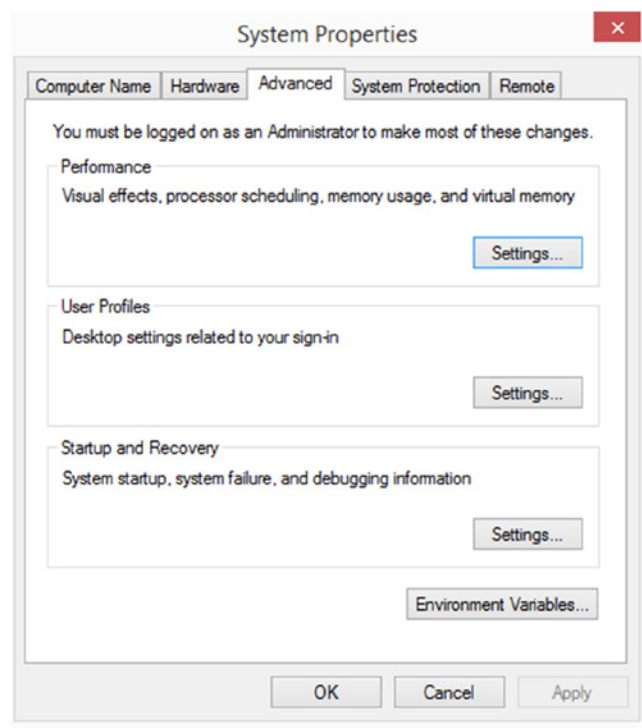 System Properties
Computer Name Hardware Advanced System Protection Remote
You must be logged on as an Administrator to make most of these changes.
Performance
Visual effects, processor scheduling, memory usage, and virtual memory
Settings...
User Profiles
Desktop settings related to your sign-in
Settings...
Startup and Recovery
System startup, system failure, and debugging information
Settings...
Environment Variables...
OK Cancel Apply